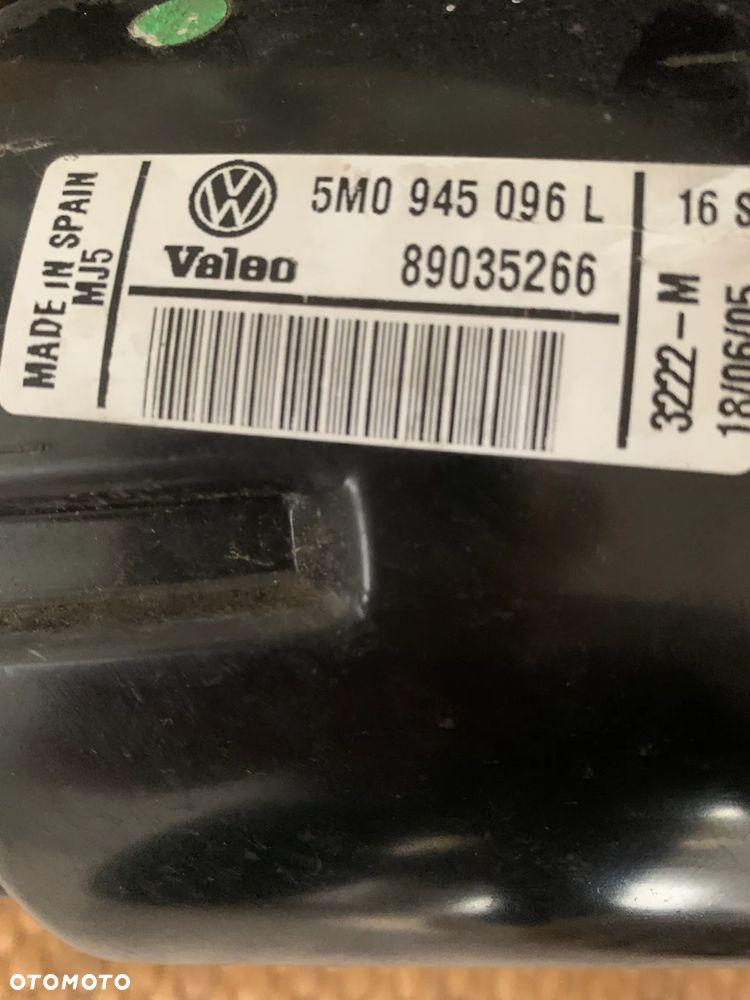 MADE IN SPAIN
MJ5
5M0 945 096 L
Valeo
89035266
16 S
3222-M
18/06/05
OTOMOTO